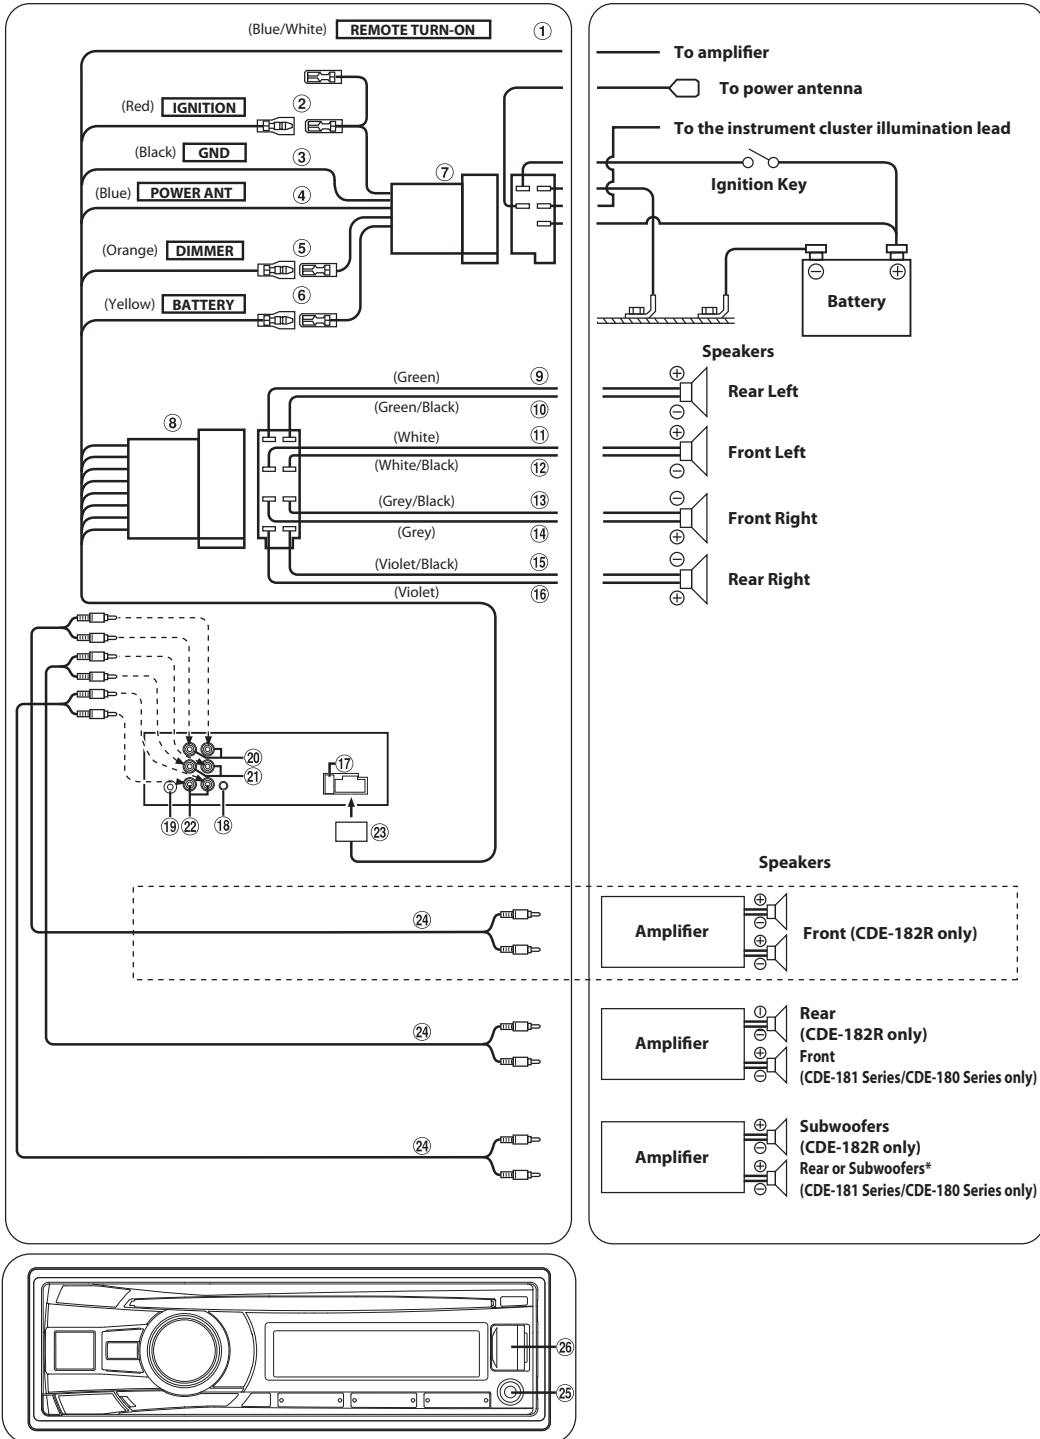 (Blue/White) REMOTE TURN-ON ①
To amplifier
To power antenna
(Red) IGNITION ②
To the instrument cluster illumination lead
(Black) GND ③
⑦
Ignition Key
(Blue) POWER ANT ④
(Orange) DIMMER ⑤
(Yellow) BATTERY ⑥
⊖ ⊕
Battery
Speakers
(Green) ⑨
(Green/Black) ⑩
⊕
⊖
Rear Left
⑧
(White) ⑪
(White/Black) ⑫
⊕
⊖
Front Left
(Grey/Black) ⑬
(Grey) ⑭
⊖
⊕
Front Right
(Violet/Black) ⑮
(Violet) ⑯
⊖
⊕
Rear Right
⑳
㉑
⑰
⑲ ㉒ ⑱
㉓
Speakers
㉔
Amplifier
⊕
⊖
⊕
⊖
Front (CDE-182R only)
㉔
Amplifier
⊖
⊕
⊖
Rear
(CDE-182R only)
Front
(CDE-181 Series/CDE-180 Series only)
㉔
Amplifier
⊕
⊖
⊕
⊖
Subwoofers
(CDE-182R only)
Rear or Subwoofers*
(CDE-181 Series/CDE-180 Series only)
㉖
㉕